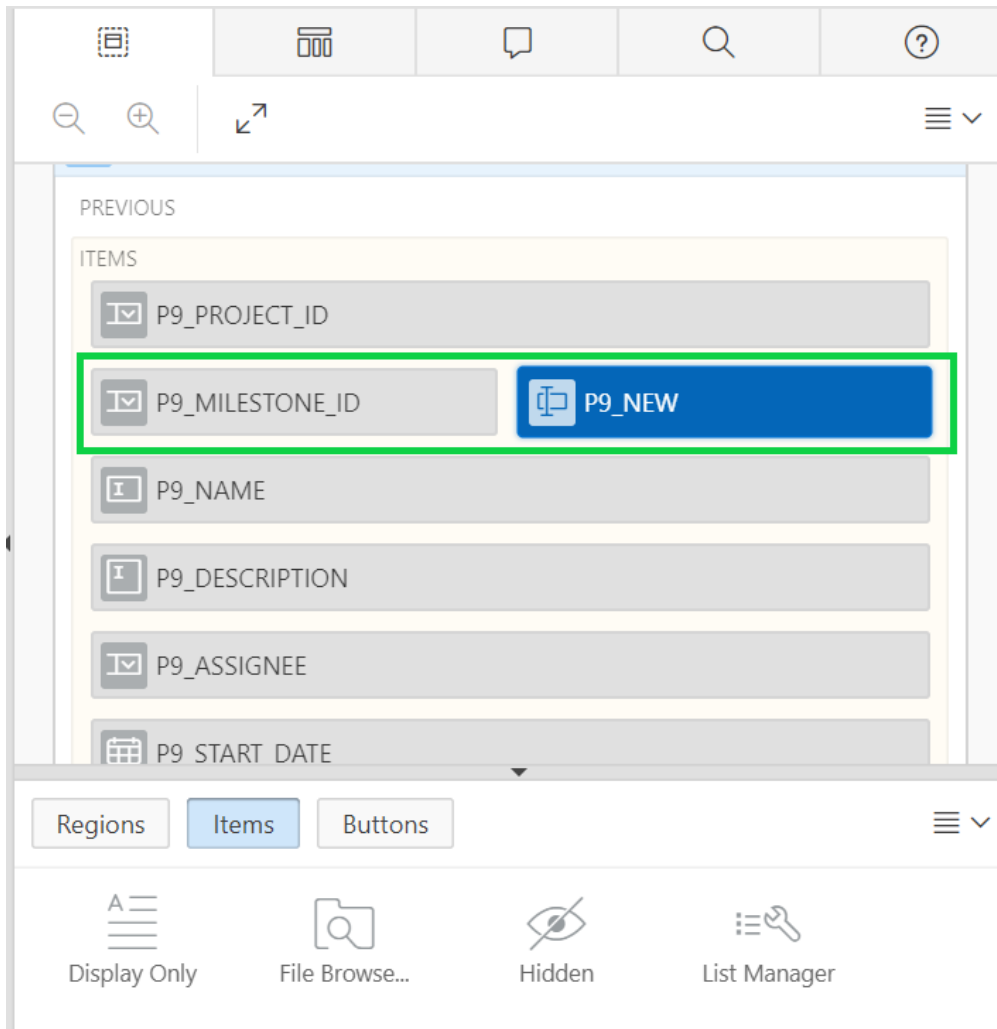 PREVIOUS
ITEMS
P9_PROJECT_ID
P9_MILESTONE_ID P9_NEW
P9_NAME
P9_DESCRIPTION
P9_ASSIGNEE
P9_START_DATE
Regions Items Buttons
A
Display Only File Browse... Hidden List Manager